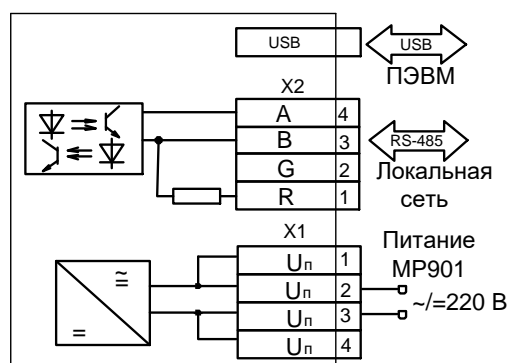 USB
USB
ПЭВМ
X2
A 4
B 3
G 2
R 1
RS-485
Локальная
сеть
X1
Uп 1
Uп 2
Uп 3
Uп 4
Питание
МР901
~/=220 В
≃
=